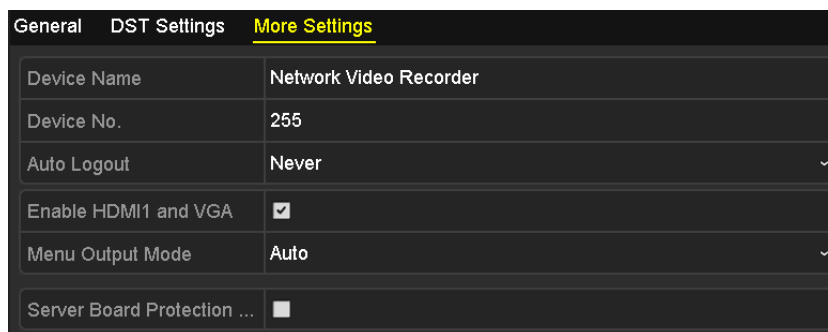 General DST Settings More Settings
Device Name Network Video Recorder
Device No. 255
Auto Logout Never
Enable HDMI1 and VGA
Menu Output Mode Auto
Server Board Protection ...